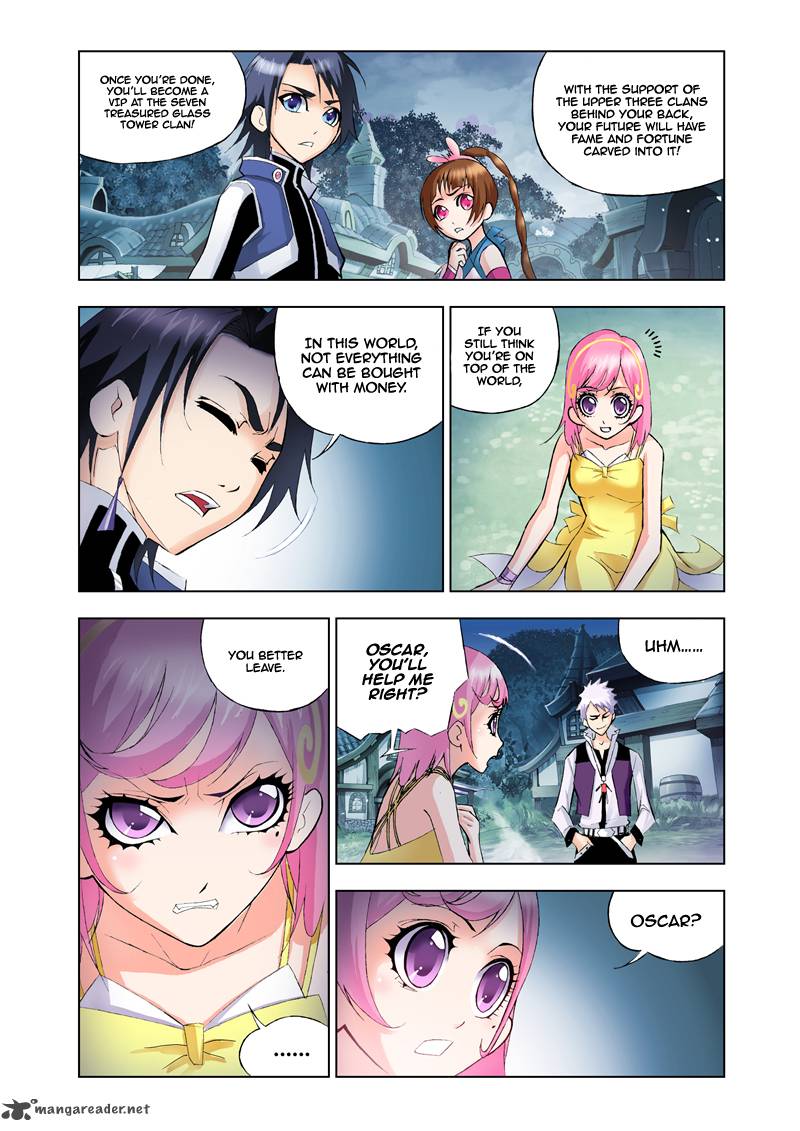 ONCE YOU'RE DONE,
YOU'LL BECOME A
VIP AT THE SEVEN
TREASURED GLASS
TOWER CLAN!
WITH THE SUPPORT OF
THE UPPER THREE CLANS
BEHIND YOUR BACK,
YOUR FUTURE WILL HAVE
FAME AND FORTUNE
CARVED INTO IT!
IN THIS WORLD,
NOT EVERYTHING
CAN BE BOUGHT
WITH MONEY.
IF YOU
STILL THINK
YOU'RE ON
TOP OF THE
WORLD,
YOU BETTER
LEAVE.
......
OSCAR,
YOU'LL
HELP ME
RIGHT?
UHM......
OSCAR?
mangareader.net